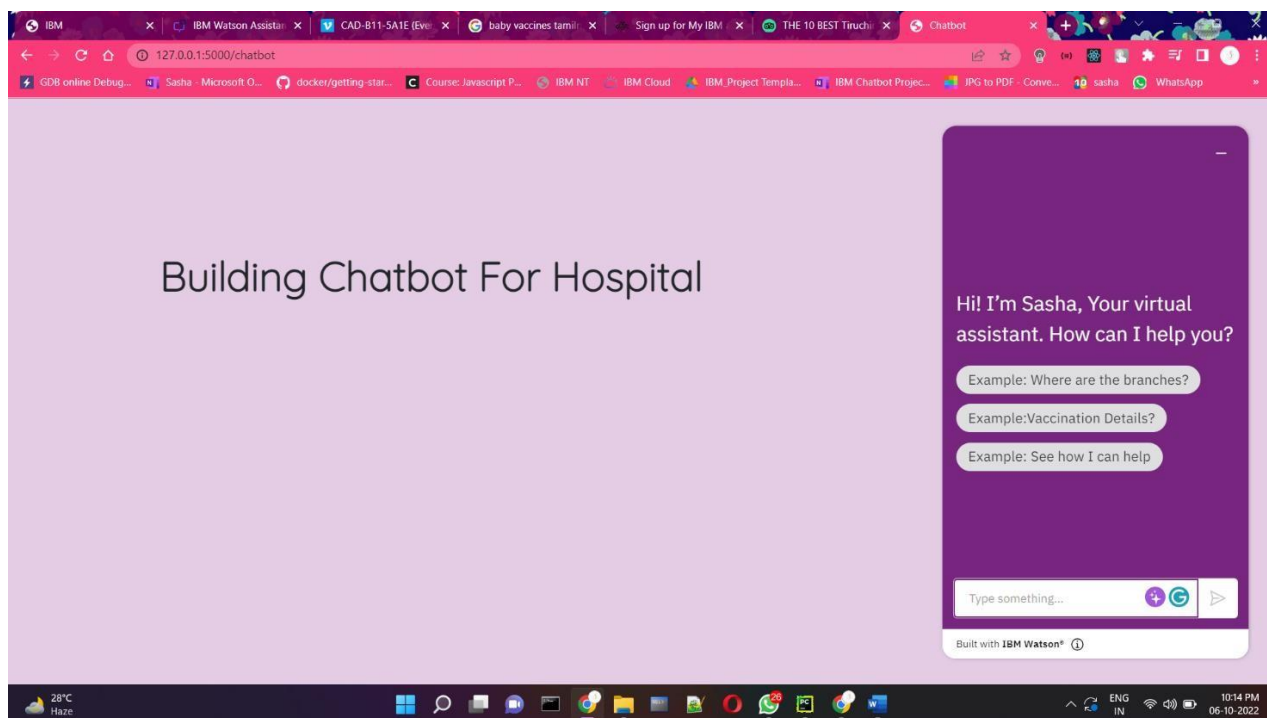 IBM
IBM Watson Assistan
CAD-B11-5A1E (Eve
baby vaccines tamil
Sign up for My IBM
THE 10 BEST Tiruchi
Chatbot
127.0.0.1:5000/chatbot
GDB online Debug...
Sasha - Microsoft O...
docker/getting-star...
Course: Javascript P...
IBM NT
IBM Cloud
IBM_Project Templa...
IBM Chatbot Projec...
JPG to PDF - Conve...
sasha
WhatsApp
Building Chatbot For Hospital
Hi! I'm Sasha, Your virtual
assistant. How can I help you?
Example: Where are the branches?
Example:Vaccination Details?
Example: See how I can help
Type something...
Built with IBM Watson®
28°C
Haze
26
ENG
IN
10:14 PM
06-10-2022